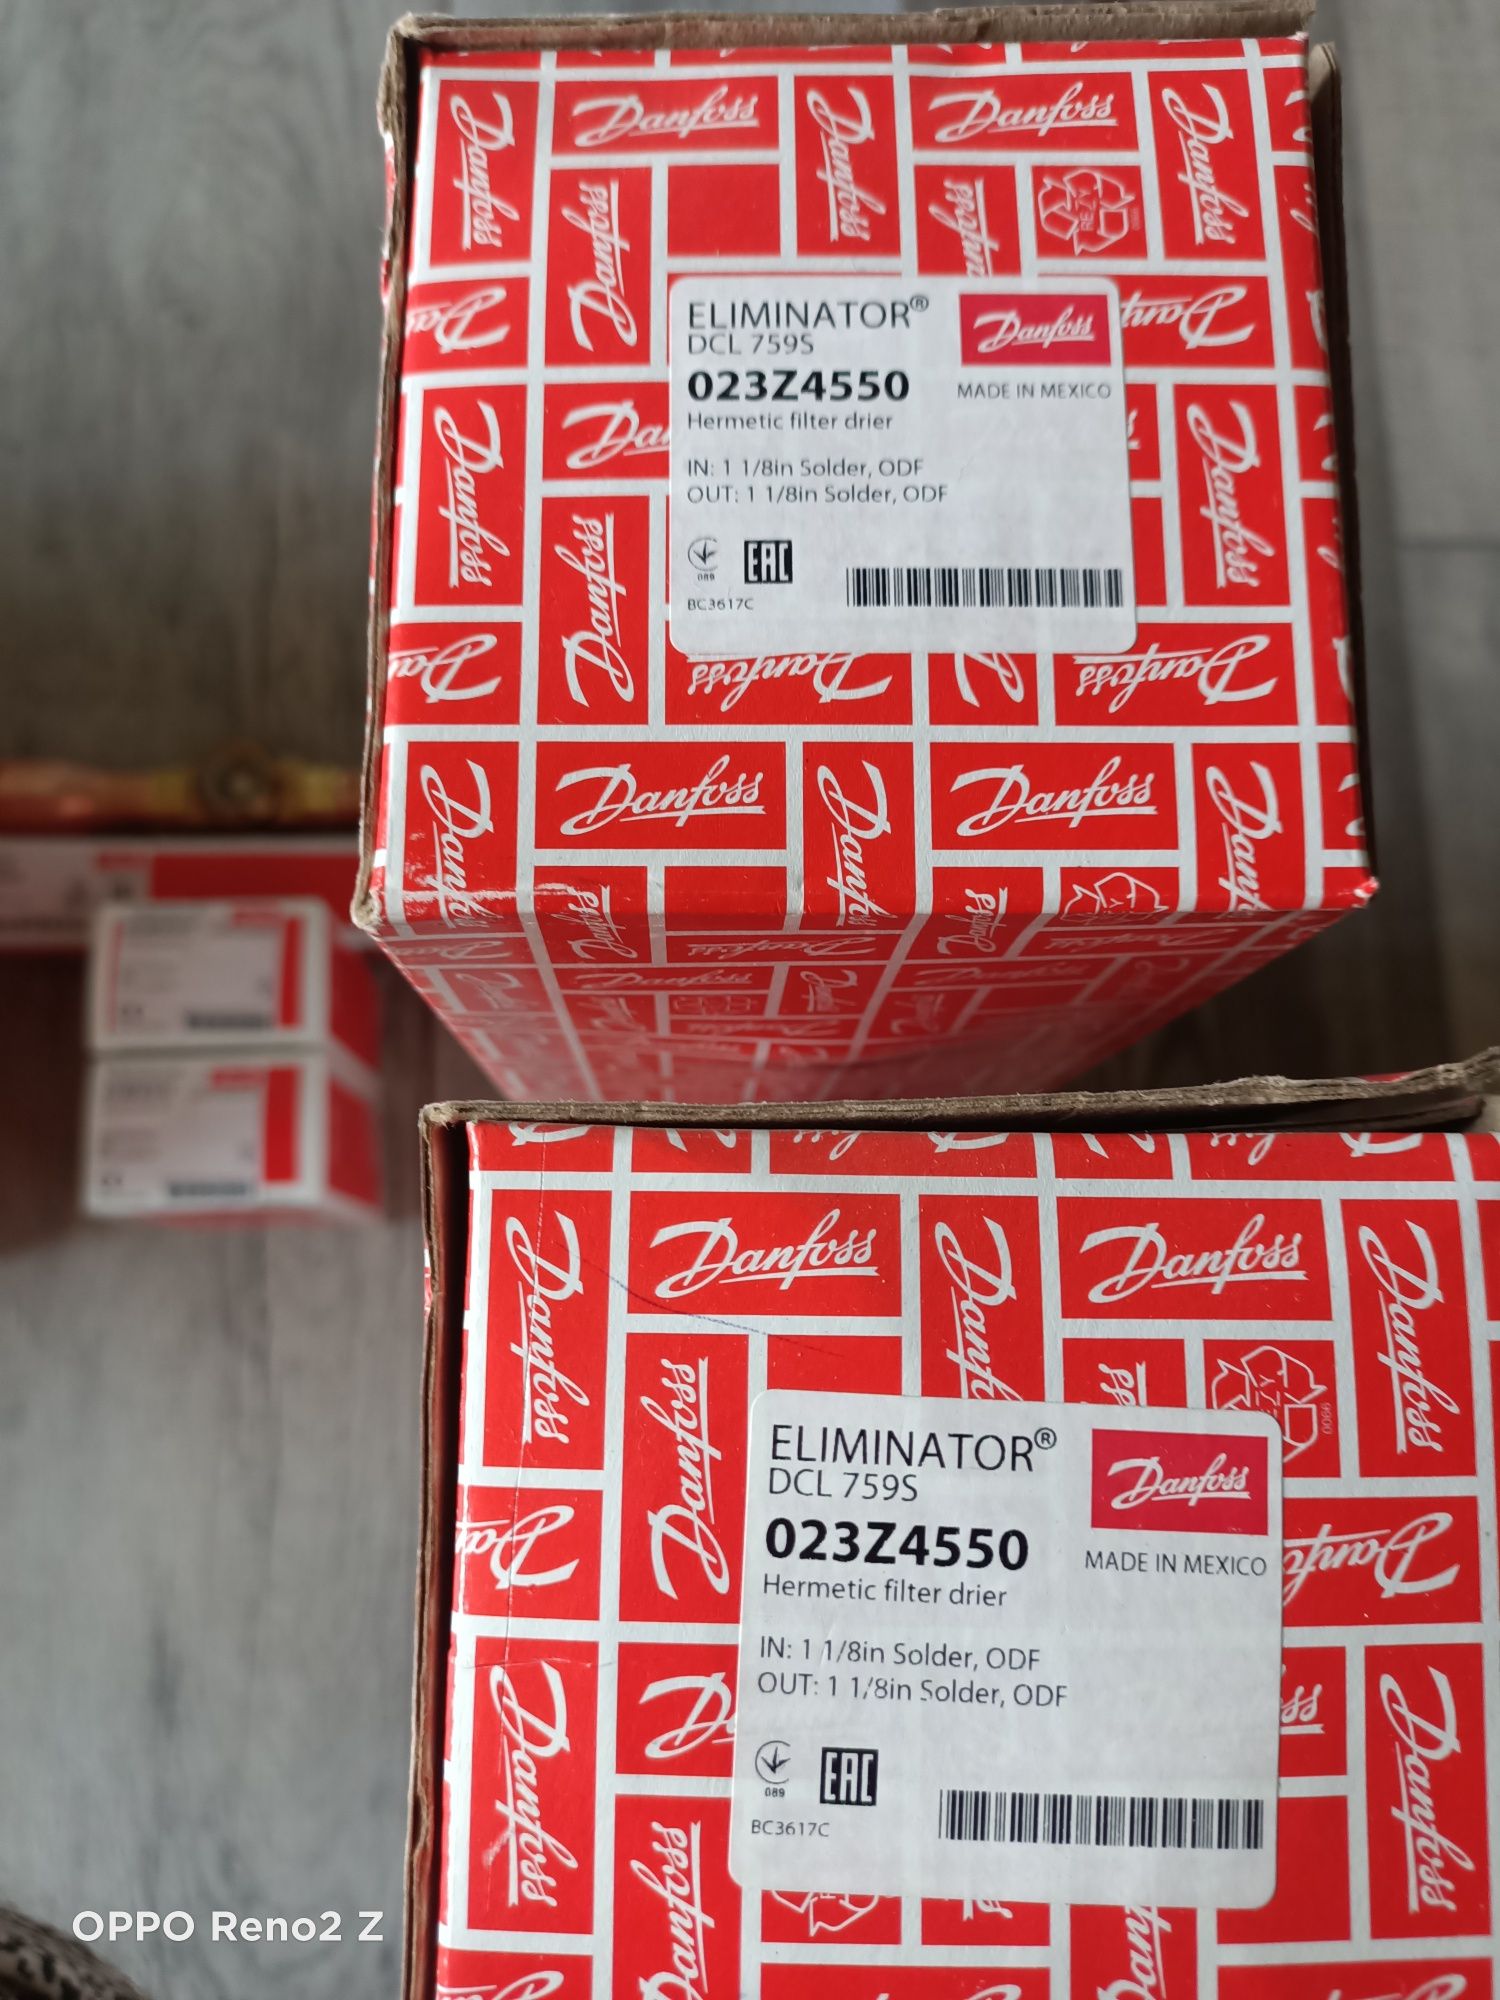 Danfoss
ELIMINATOR®
DCL 759S
Danfoss
023Z4550
MADE IN MEXICO
Hermetic filter drier
IN: 1 1/8in Solder, ODF
OUT: 1 1/8in Solder, ODF
089
EAC
BC3617C
Danfoss
ELIMINATOR®
DCL 759S
Danfoss
023Z4550
MADE IN MEXICO
Hermetic filter drier
IN: 1 1/8in Solder, ODF
OUT: 1 1/8in Solder, ODF
089
EAC
BC3617C
OPPO Reno2 Z